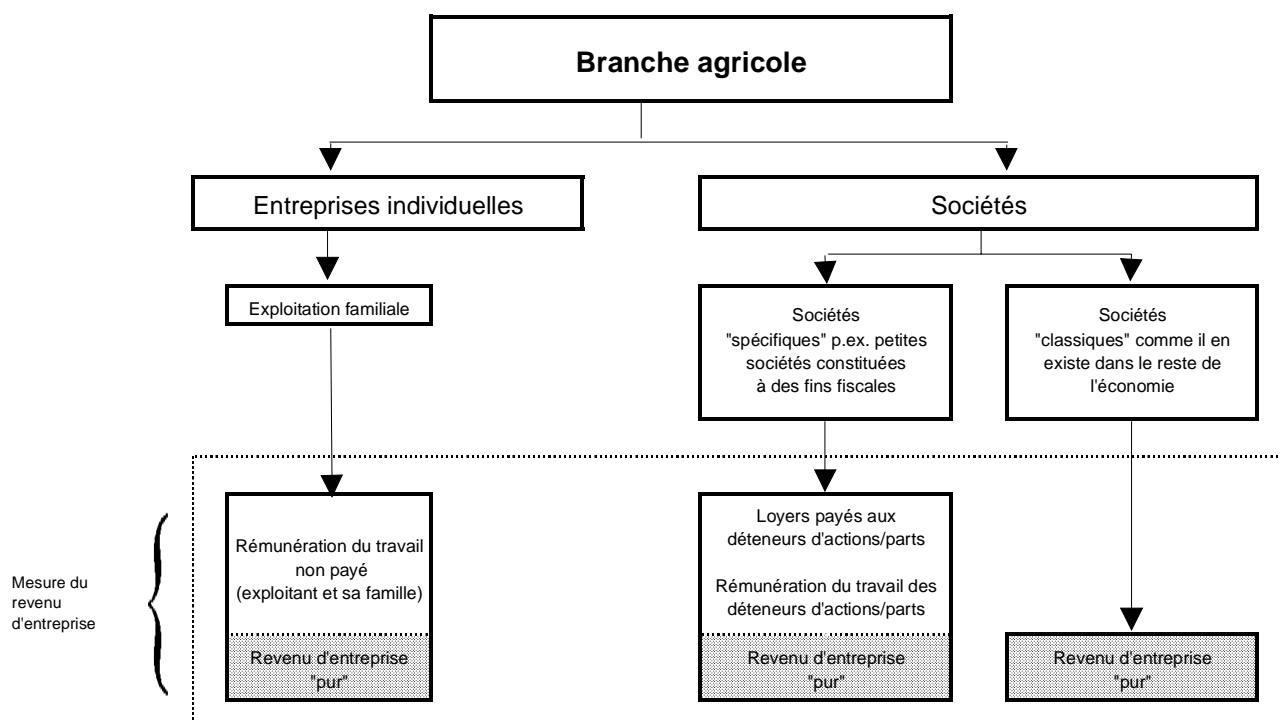 Branche agricole
Entreprises individuelles
Sociétés
Exploitation familiale
Sociétés
"spécifiques" p.ex. petites
sociétés constituées
à des fins fiscales
Sociétés
"classiques" comme il en
existe dans le reste de
l'économie
Mesure du
revenu
d'entreprise
Rémunération du travail
non payé
(exploitant et sa famille)
Revenu d'entreprise
"pur"
Loyers payés aux
déteneurs d'actions/parts
Rémunération du travail des
déteneurs d'actions/parts
Revenu d'entreprise
"pur"
Revenu d'entreprise
"pur"